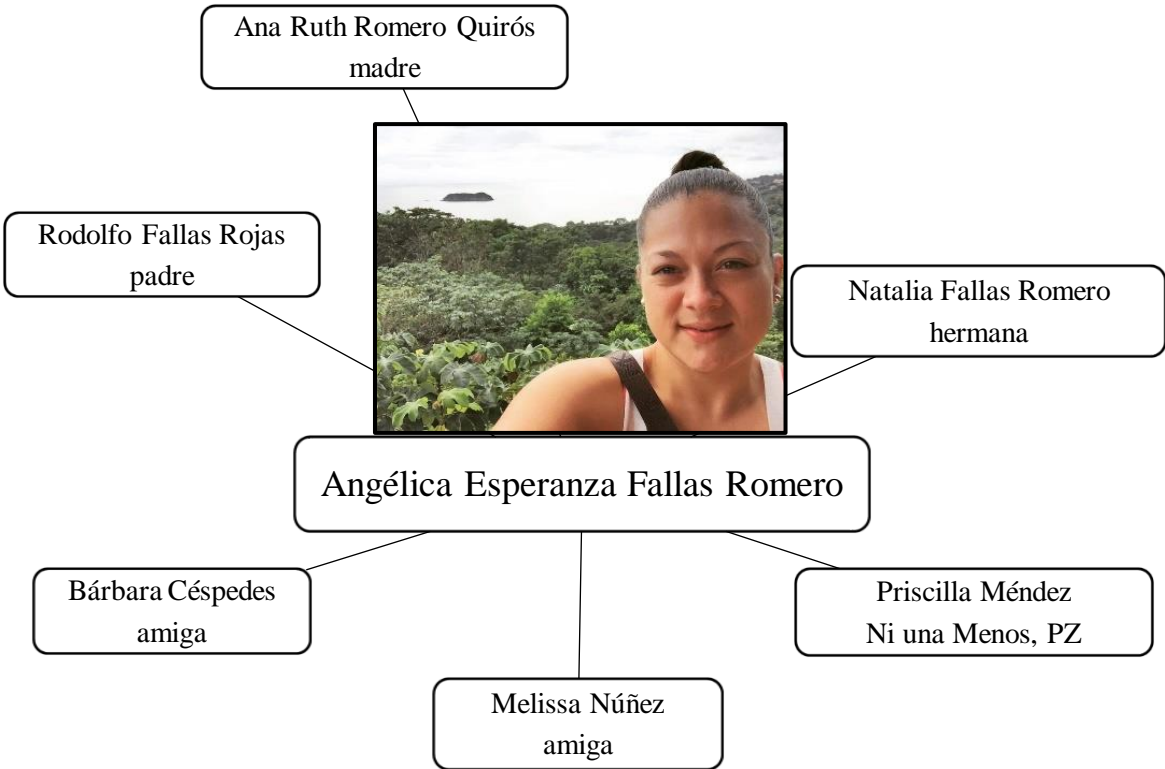 Ana Ruth Romero Quirós
madre
Rodolfo Fallas Rojas
padre
Natalia Fallas Romero
hermana
Angélica Esperanza Fallas Romero
Bárbara Céspedes
amiga
Priscilla Méndez
Ni una Menos, PZ
Melissa Núñez
amiga